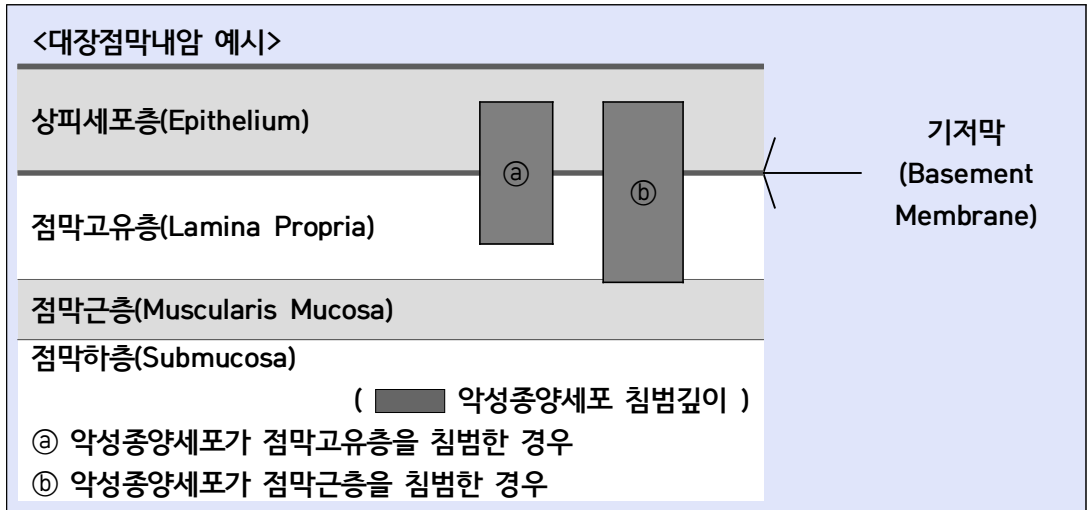 <대장점막내암 예시>
상피세포층(Epithelium)
ⓐ
ⓑ
기저막
(Basement
Membrane)
점막고유층(Lamina Propria)
점막근층(Muscularis Mucosa)
점막하층(Submucosa)
( 악성종양세포 침범깊이 )
ⓐ 악성종양세포가 점막고유층을 침범한 경우
ⓑ 악성종양세포가 점막근층을 침범한 경우